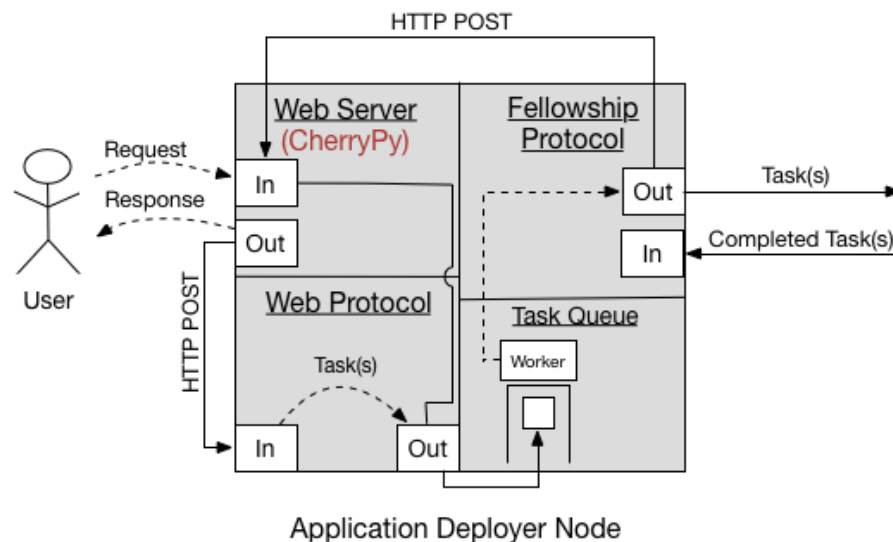 HTTP POST
Web Server
(CherryPy)
Fellowship
Protocol
Request
In
Out
Task(s)
Response
Out
In
Completed Task(s)
User
HTTP POST
Web Protocol
Task Queue
Task(s)
Worker
In
Out
Application Deployer Node